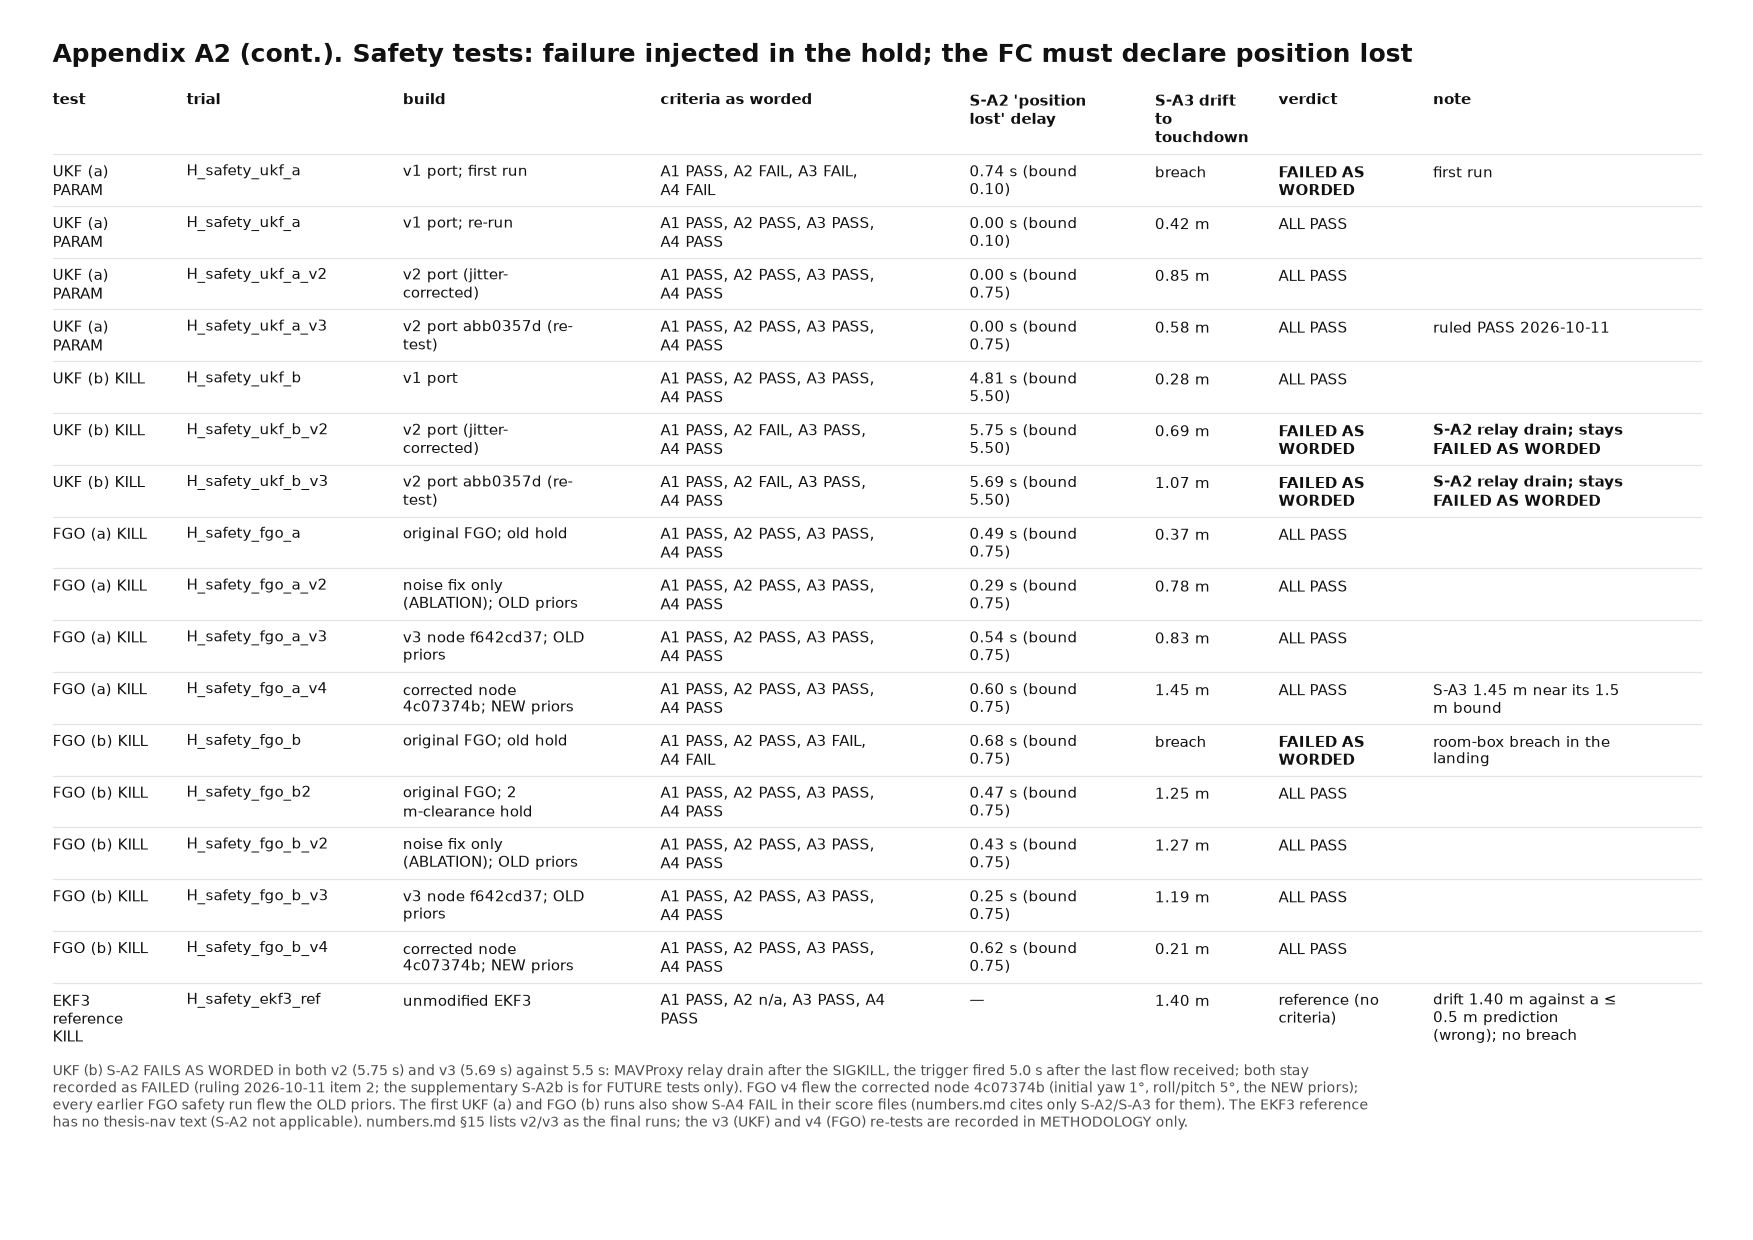 Appendix A2 (cont.). Safety tests: failure injected in the hold; the FC must declare position lost
test trial build criteria as worded S-A2 'position lost' delay S-A3 drift to touchdown verdict note
UKF (a) PARAM H_safety_ukf_a v1 port; first run A1 PASS, A2 FAIL, A3 FAIL, A4 FAIL 0.74 s (bound 0.10) breach FAILED AS WORDED first run
UKF (a) PARAM H_safety_ukf_a v1 port; re-run A1 PASS, A2 PASS, A3 PASS, A4 PASS 0.00 s (bound 0.10) 0.42 m ALL PASS
UKF (a) PARAM H_safety_ukf_a_v2 v2 port (jitter-corrected) A1 PASS, A2 PASS, A3 PASS, A4 PASS 0.00 s (bound 0.75) 0.85 m ALL PASS
UKF (a) PARAM H_safety_ukf_a_v3 v2 port abb0357d (re-test) A1 PASS, A2 PASS, A3 PASS, A4 PASS 0.00 s (bound 0.75) 0.58 m ALL PASS ruled PASS 2026-10-11
UKF (b) KILL H_safety_ukf_b v1 port A1 PASS, A2 PASS, A3 PASS, A4 PASS 4.81 s (bound 5.50) 0.28 m ALL PASS
UKF (b) KILL H_safety_ukf_b_v2 v2 port (jitter-corrected) A1 PASS, A2 FAIL, A3 PASS, A4 PASS 5.75 s (bound 5.50) 0.69 m FAILED AS WORDED S-A2 relay drain; stays FAILED AS WORDED
UKF (b) KILL H_safety_ukf_b_v3 v2 port abb0357d (re-test) A1 PASS, A2 FAIL, A3 PASS, A4 PASS 5.69 s (bound 5.50) 1.07 m FAILED AS WORDED S-A2 relay drain; stays FAILED AS WORDED
FGO (a) KILL H_safety_fgo_a original FGO; old hold A1 PASS, A2 PASS, A3 PASS, A4 PASS 0.49 s (bound 0.75) 0.37 m ALL PASS
FGO (a) KILL H_safety_fgo_a_v2 noise fix only (ABLATION); OLD priors A1 PASS, A2 PASS, A3 PASS, A4 PASS 0.29 s (bound 0.75) 0.78 m ALL PASS
FGO (a) KILL H_safety_fgo_a_v3 v3 node f642cd37; OLD priors A1 PASS, A2 PASS, A3 PASS, A4 PASS 0.54 s (bound 0.75) 0.83 m ALL PASS
FGO (a) KILL H_safety_fgo_a_v4 corrected node 4c07374b; NEW priors A1 PASS, A2 PASS, A3 PASS, A4 PASS 0.60 s (bound 0.75) 1.45 m ALL PASS S-A3 1.45 m near its 1.5 m bound
FGO (b) KILL H_safety_fgo_b original FGO; old hold A1 PASS, A2 PASS, A3 FAIL, A4 FAIL 0.68 s (bound 0.75) breach FAILED AS WORDED room-box breach in the landing
FGO (b) KILL H_safety_fgo_b2 original FGO; 2 m-clearance hold A1 PASS, A2 PASS, A3 PASS, A4 PASS 0.47 s (bound 0.75) 1.25 m ALL PASS
FGO (b) KILL H_safety_fgo_b_v2 noise fix only (ABLATION); OLD priors A1 PASS, A2 PASS, A3 PASS, A4 PASS 0.43 s (bound 0.75) 1.27 m ALL PASS
FGO (b) KILL H_safety_fgo_b_v3 v3 node f642cd37; OLD priors A1 PASS, A2 PASS, A3 PASS, A4 PASS 0.25 s (bound 0.75) 1.19 m ALL PASS
FGO (b) KILL H_safety_fgo_b_v4 corrected node 4c07374b; NEW priors A1 PASS, A2 PASS, A3 PASS, A4 PASS 0.62 s (bound 0.75) 0.21 m ALL PASS
EKF3 reference KILL H_safety_ekf3_ref unmodified EKF3 A1 PASS, A2 n/a, A3 PASS, A4 PASS — 1.40 m reference (no criteria) drift 1.40 m against a ≤ 0.5 m prediction (wrong); no breach
UKF (b) S-A2 FAILS AS WORDED in both v2 (5.75 s) and v3 (5.69 s) against 5.5 s: MAVProxy relay drain after the SIGKILL, the trigger fired 5.0 s after the last flow received; both stay
recorded as FAILED (ruling 2026-10-11 item 2; the supplementary S-A2b is for FUTURE tests only). FGO v4 flew the corrected node 4c07374b (initial yaw 1°, roll/pitch 5°, the NEW priors);
every earlier FGO safety run flew the OLD priors. The first UKF (a) and FGO (b) runs also show S-A4 FAIL in their score files (numbers.md cites only S-A2/S-A3 for them). The EKF3 reference
has no thesis-nav text (S-A2 not applicable). numbers.md §15 lists v2/v3 as the final runs; the v3 (UKF) and v4 (FGO) re-tests are recorded in METHODOLOGY only.